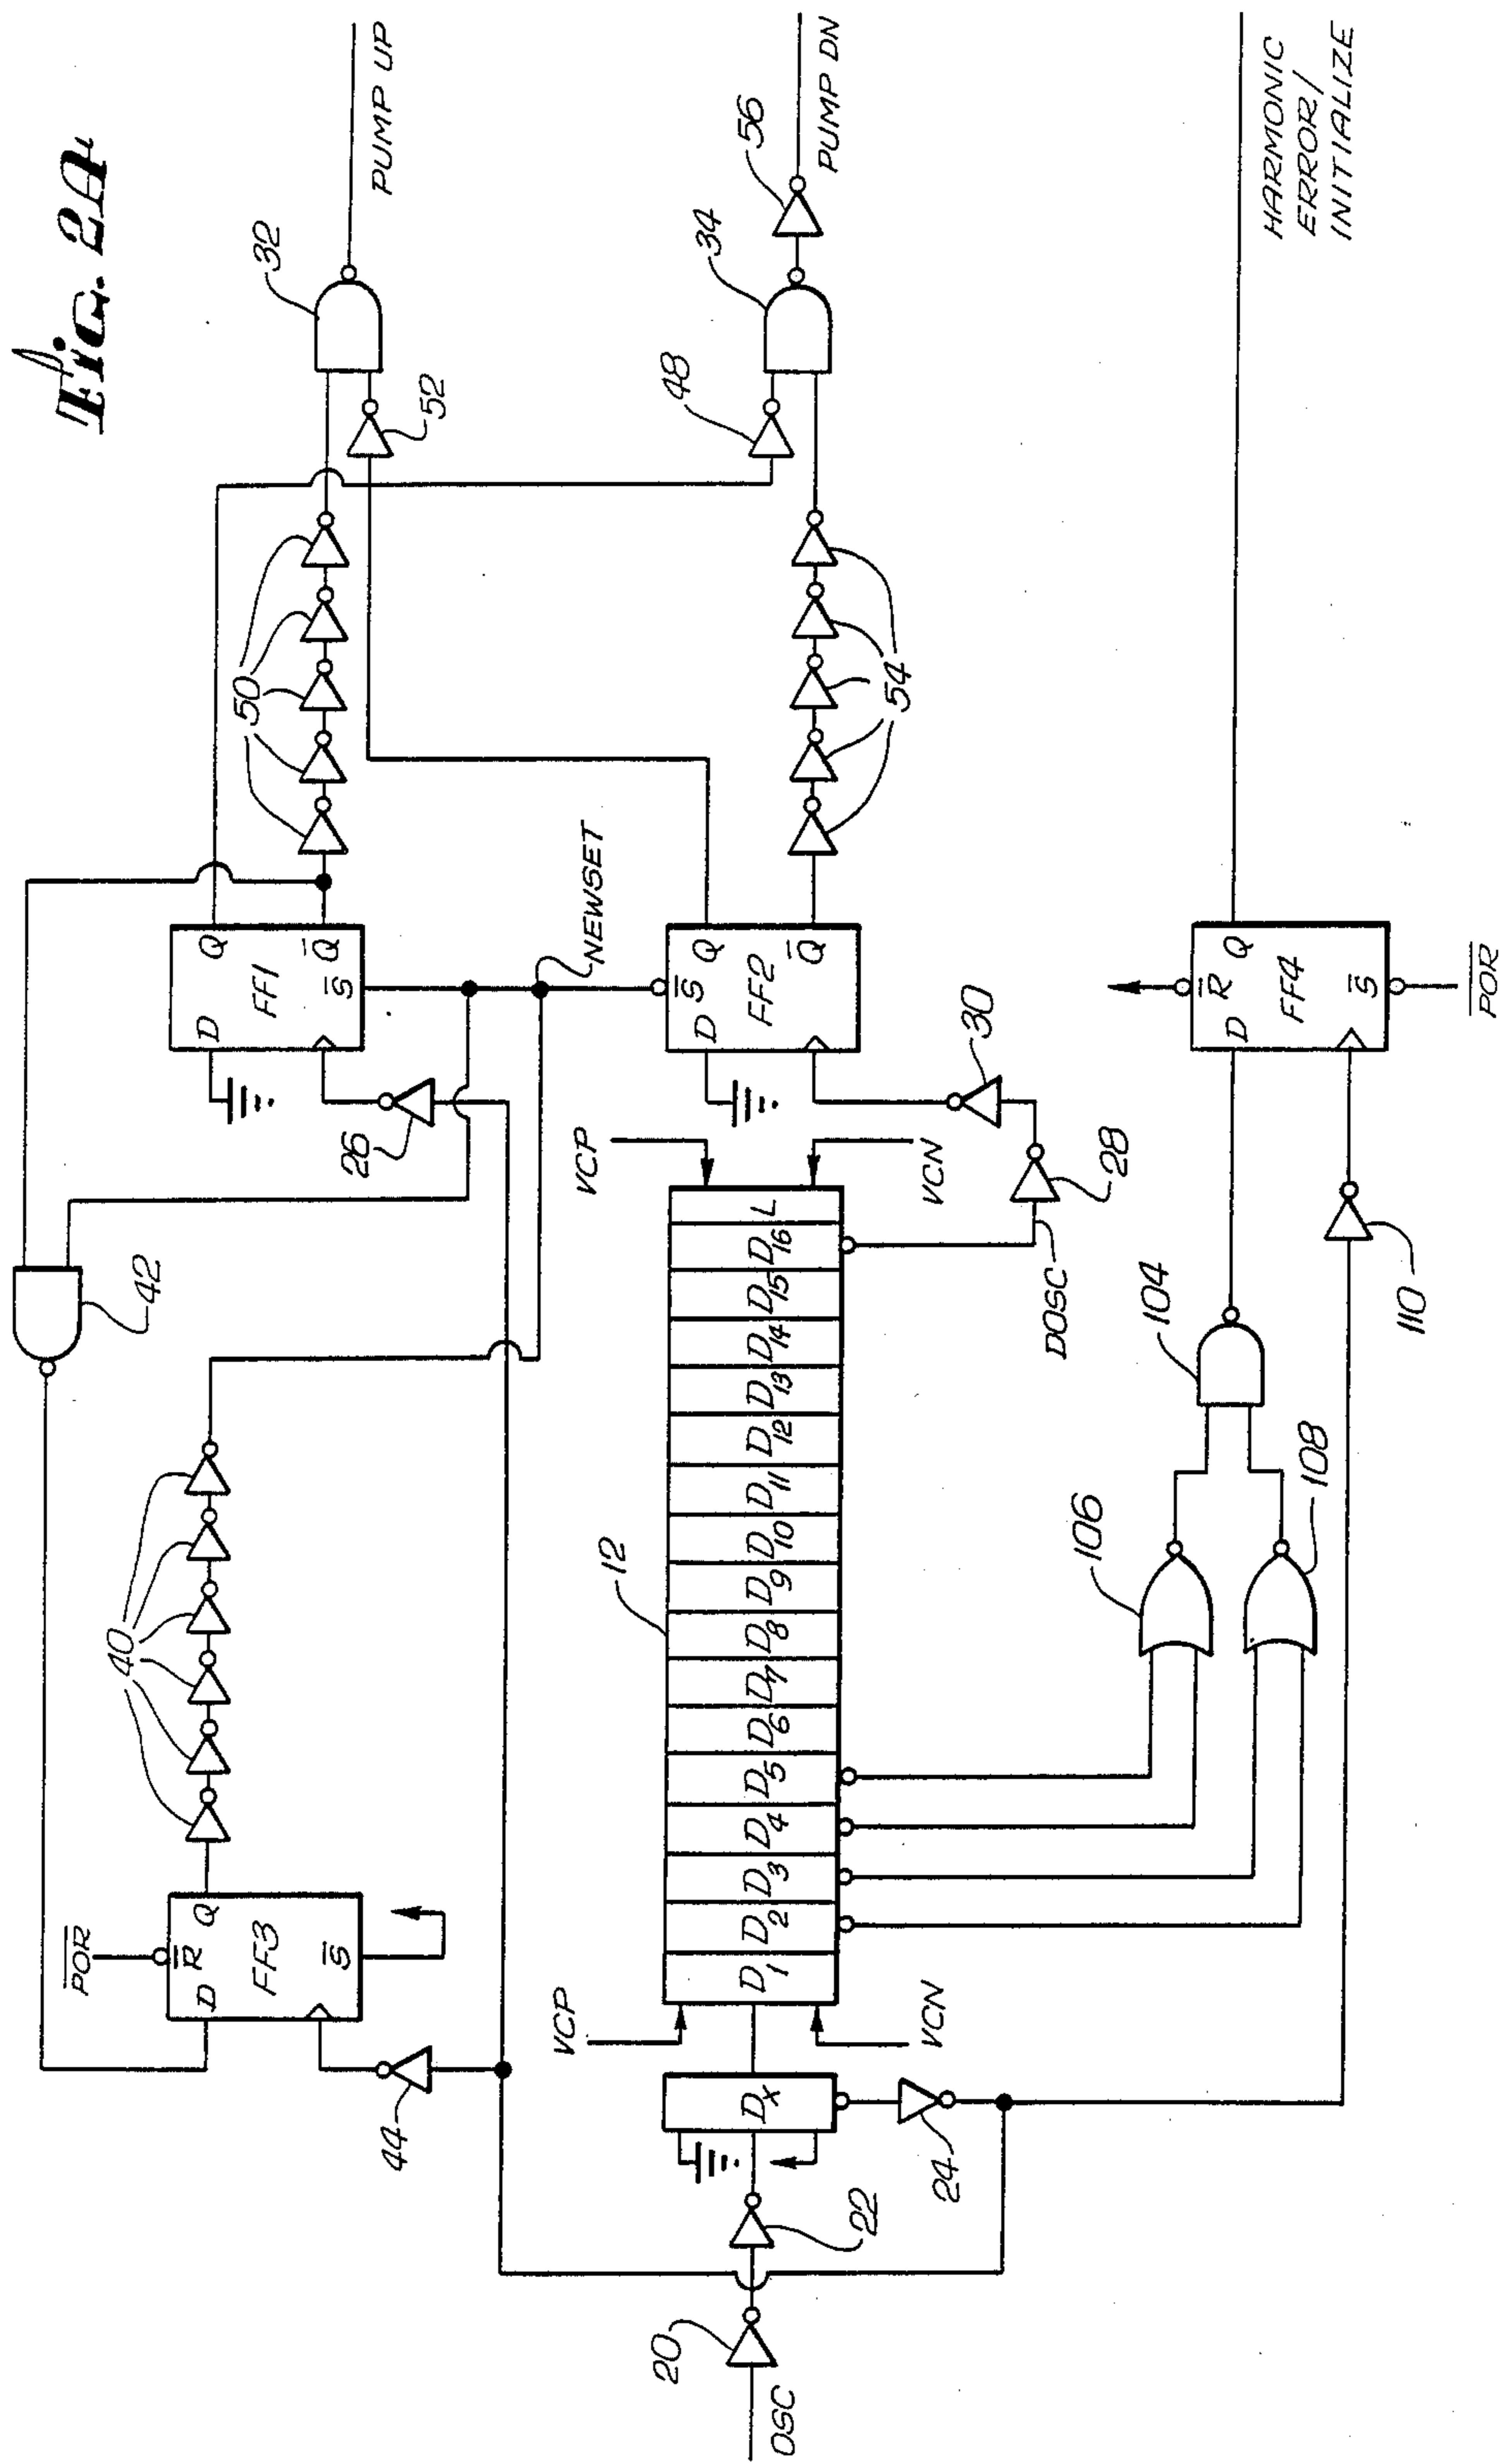 Fig. 2A
42
40
POR
D
R
Q
FF3
S
44
D
Q
FF1
Q
S
26
50
32
PUMP UP
52
NEWSET
OSC
20
22
DX
24
VCP
VCN
12
D1
D2
D3
D4
D5
D6
D7
D8
D9
D10
D11
D12
D13
D14
D15
D16
L
VCP
VCN
DOSC
28
30
D
S
Q
FF2
Q
54
48
34
56
PUMP DN
106
108
104
110
D
R
Q
FF4
S
POR
HARMONIC
ERROR/
INITIALIZE